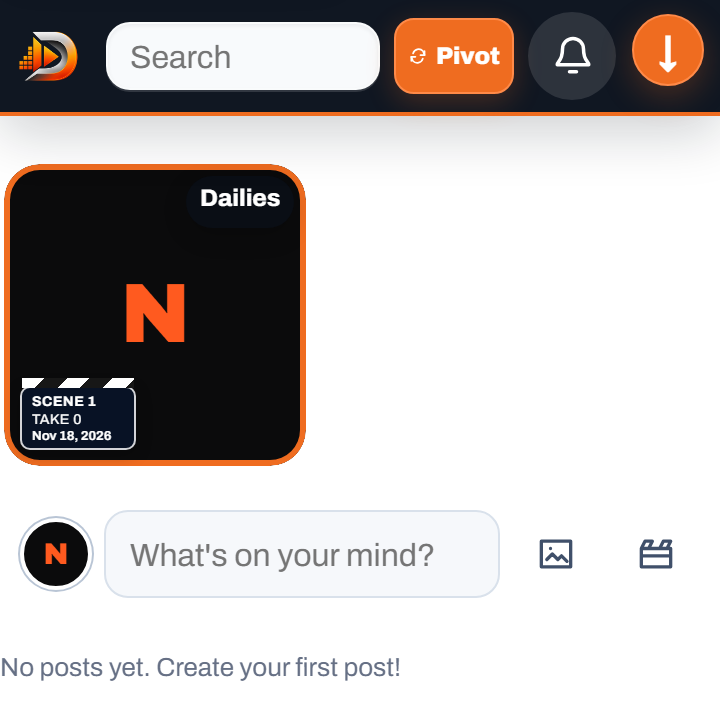 Search
Pivot
Dailies
N
SCENE 1
TAKE 0
Nov 18, 2026
N
What's on your mind?
No posts yet. Create your first post!